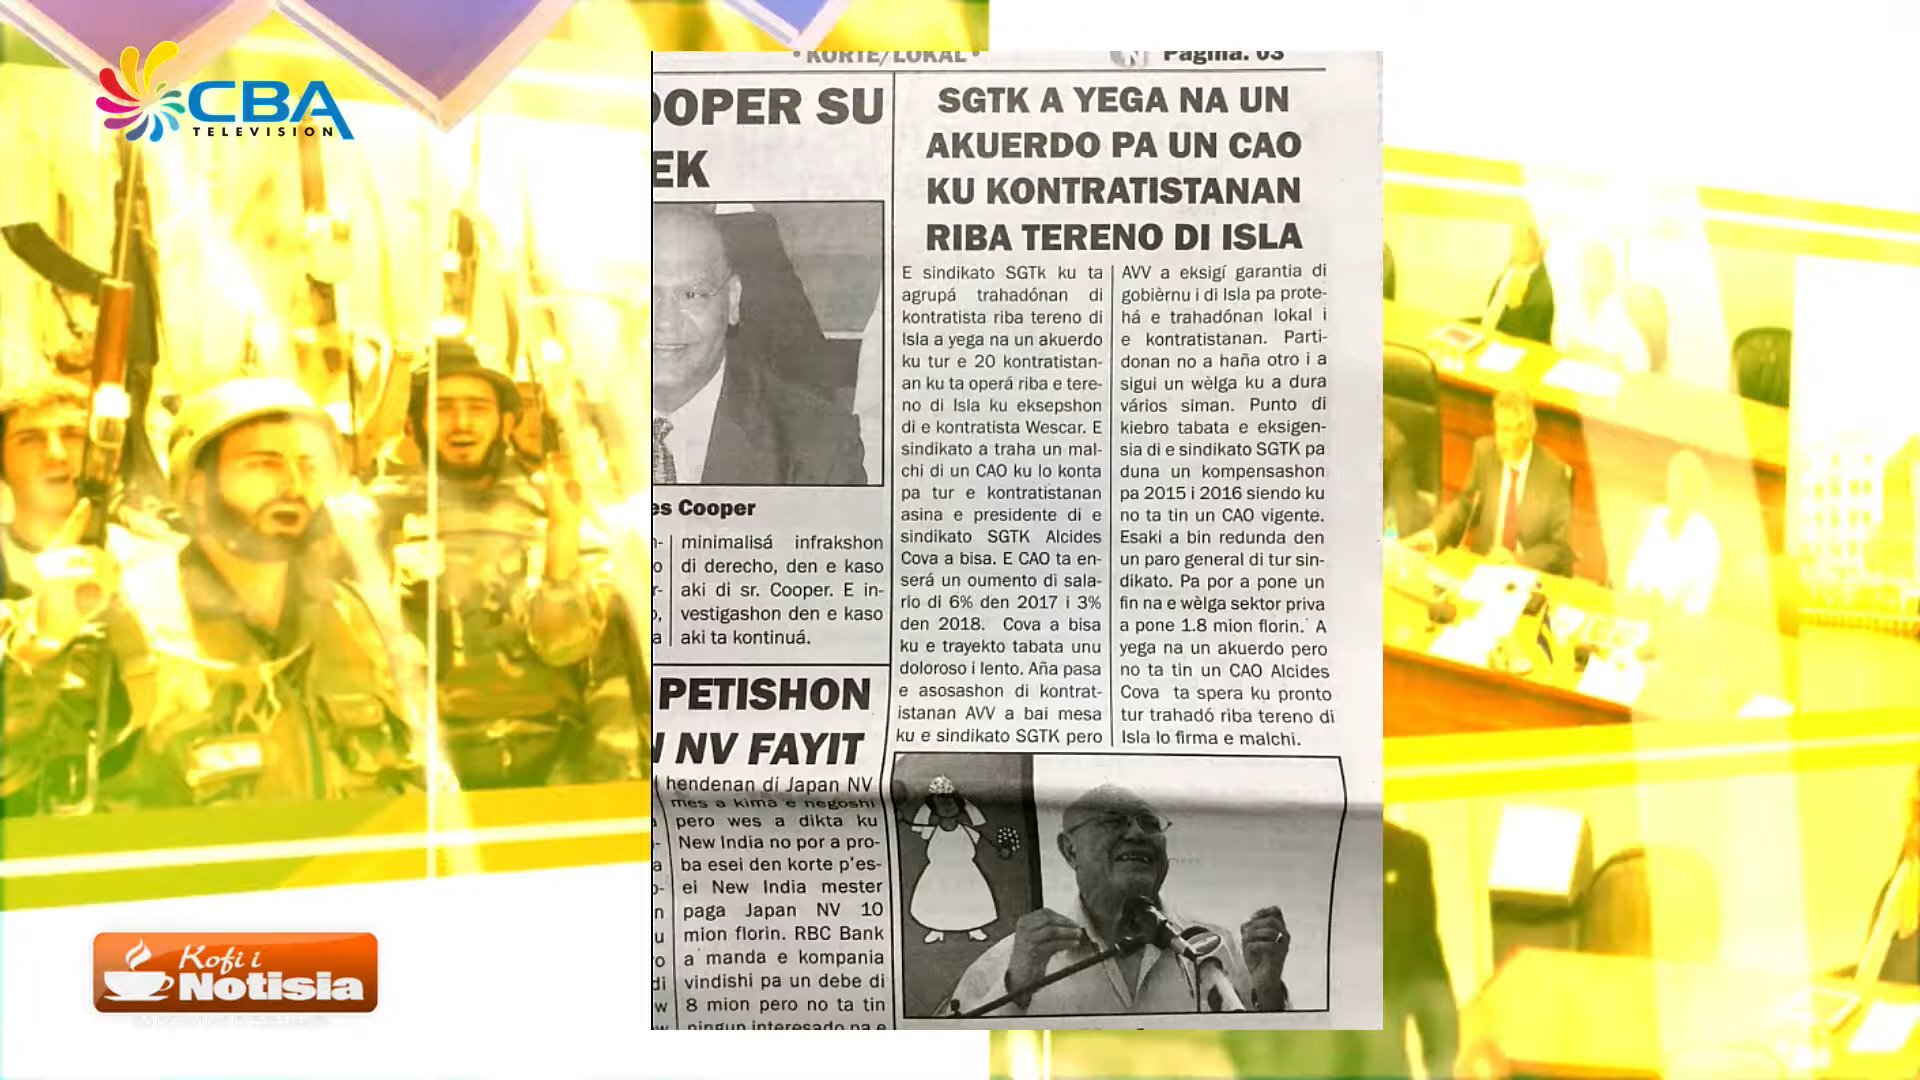 CBA
TELEVISION
• KORTE/LOKAL •
Pagina. 03
OOPER SU
EK
es Cooper
minimalisá infrakshon
di derecho, den e kaso
aki di sr. Cooper. E in-
vestigashon den e kaso
aki ta kontinuá.
PETISHON
NV FAYIT
hendenan di Japan NV
mes a kima e negoshi
pero wes a dikta ku
New India no por a pro-
ba esei den korte p'es-
ei New India mester
paga Japan NV 10
mion florin. RBC Bank
a manda e kompania
vindishi pa un debe di
8 mion pero no ta tin
ningun interesado pa e
SGTK A YEGA NA UN
AKUERDO PA UN CAO
KU KONTRATISTANAN
RIBA TERENO DI ISLA
E sindikato SGTk ku ta
agrupá trahadónan di
kontratista riba tereno di
Isla a yega na un akuerdo
ku tur e 20 kontratistan-
an ku ta operá riba e tere-
no di Isla ku eksepshon
di e kontratista Wescar. E
sindikato a traha un mal-
chi di un CAO ku lo konta
pa tur e kontratistanan
asina e presidente di e
sindikato SGTK Alcides
Cova a bisa. E CAO ta en-
será un oumento di sala-
rio di 6% den 2017 i 3%
den 2018. Cova a bisa
ku e trayekto tabata unu
doloroso i lento. Aña pasa
e asosashon di kontrat-
istanan AVV a bai mesa
ku e sindikato SGTK pero
AVV a eksigí garantia di
gobièrnu i di Isla pa prote-
há e trahadónan lokal i
e kontratistanan. Parti-
donan no a haña otro i a
sigui un wèlga ku a dura
vários siman. Punto di
kiebro tabata e eksigen-
sia di e sindikato SGTK pa
duna un kompensashon
pa 2015 i 2016 siendo ku
no ta tin un CAO vigente.
Esaki a bin redunda den
un paro general di tur sin-
dikato. Pa por a pone un
fin na e wèlga sektor priva
a pone 1.8 mion florin. A
yega na un akuerdo pero
no ta tin un CAO Alcides
Cova ta spera ku pronto
tur trahadó riba tereno di
Isla lo firma e malchi.
Kofi i
Notisia